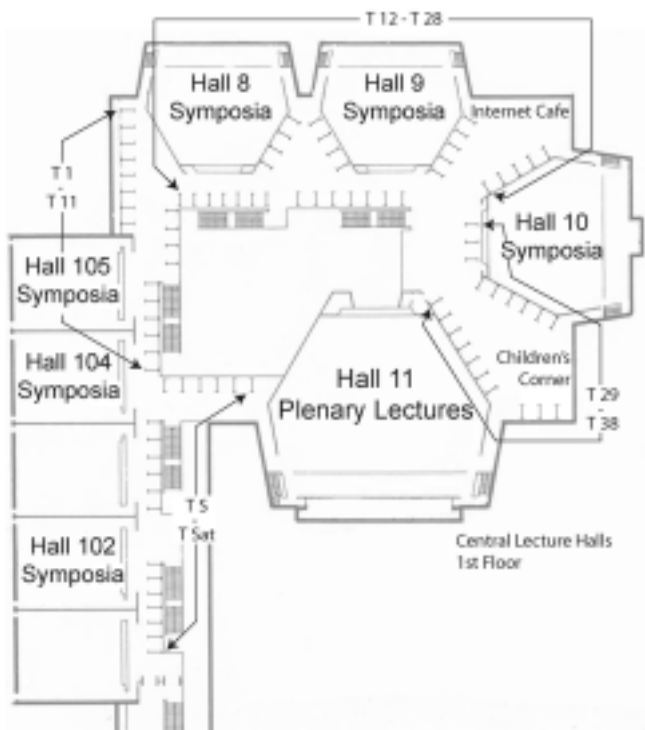 T 12 - T 28
Hall 8
Symposia
Hall 9
Symposia
Internet Cafe
T 1
-
T 11
Hall 10
Symposia
Hall 105
Symposia
Hall 104
Symposia
Children's
Corner
Hall 11
Plenary Lectures
T 29
-
T 38
T S
-
T Sat
Hall 102
Symposia
Central Lecture Halls
1st Floor